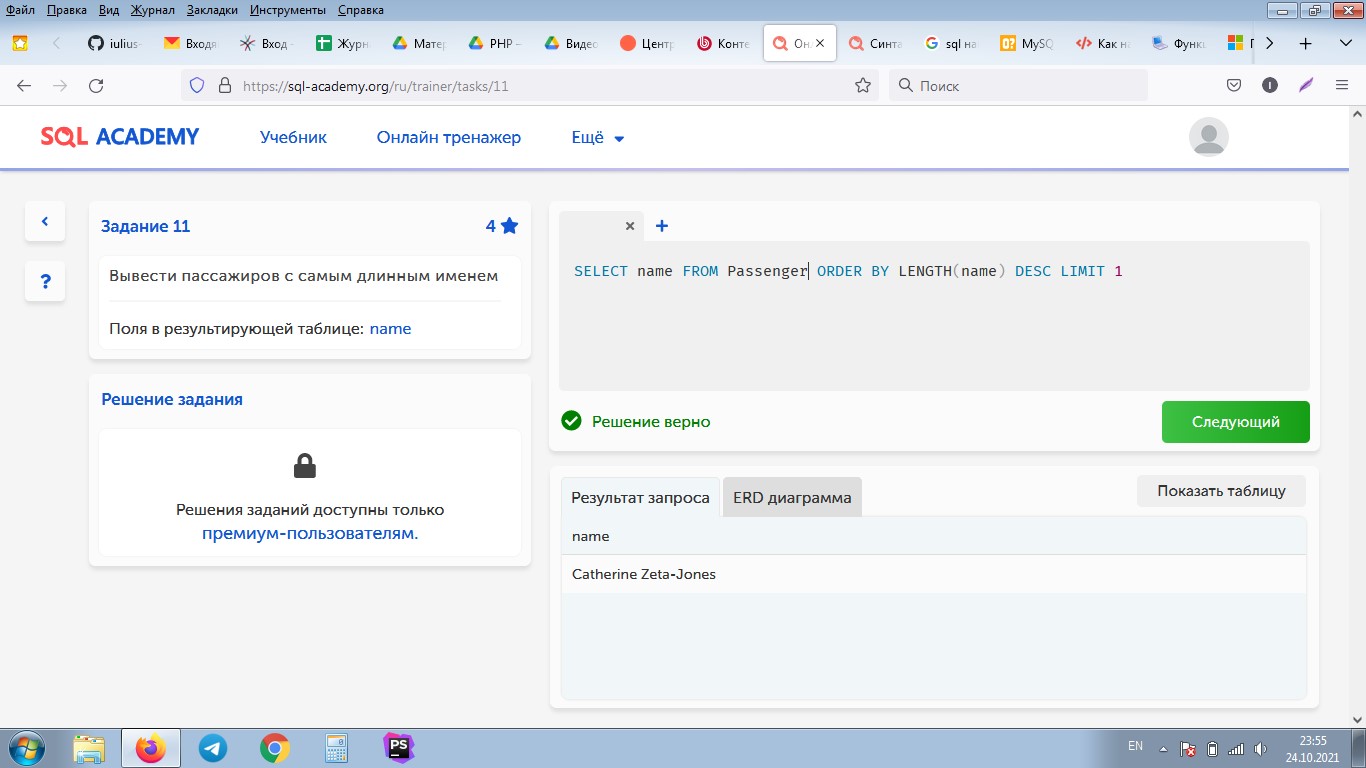 Файл Правка Вид Журнал Закладки Инструменты Справка
iulius- Входя Вход - Журн Мате PHP – Видео Центр Конте Он Синта sql на MySQ Как н Функц
https://sql-academy.org/ru/trainer/tasks/11 Поиск
SQL ACADEMY Учебник Онлайн тренажер Ещё
Задание 11 4
Вывести пассажиров с самым длинным именем
Поля в результирующей таблице: name
? 
Решение задания
Решения заданий доступны только
премиум-пользователям.
× +
SELECT name FROM Passenger ORDER BY LENGTH(name) DESC LIMIT 1
Решение верно Следующий
Результат запроса ERD диаграмма Показать таблицу
name
Catherine Zeta-Jones
PS EN 23:55
24.10.2021